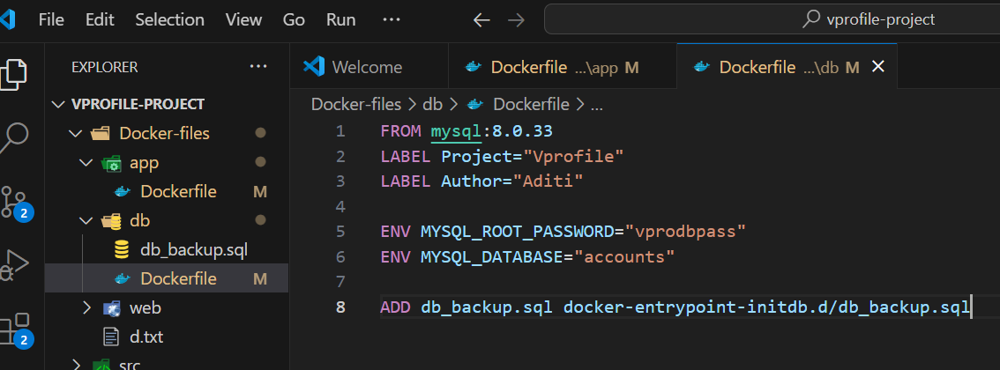 File Edit Selection View Go Run ··· ← → vprofile-project
EXPLORER ···
VPROFILE-PROJECT
Docker-files
app
Dockerfile M
db
db_backup.sql
Dockerfile M
web
d.txt
src
2
2
Welcome Dockerfile ...\app M Dockerfile ...\db M ×
Docker-files > db > Dockerfile > ...
1 FROM mysql:8.0.33
2 LABEL Project="Vprofile"
3 LABEL Author="Aditi"
4
5 ENV MYSQL_ROOT_PASSWORD="vprodbpass"
6 ENV MYSQL_DATABASE="accounts"
7
8 ADD db_backup.sql docker-entrypoint-initdb.d/db_backup.sql